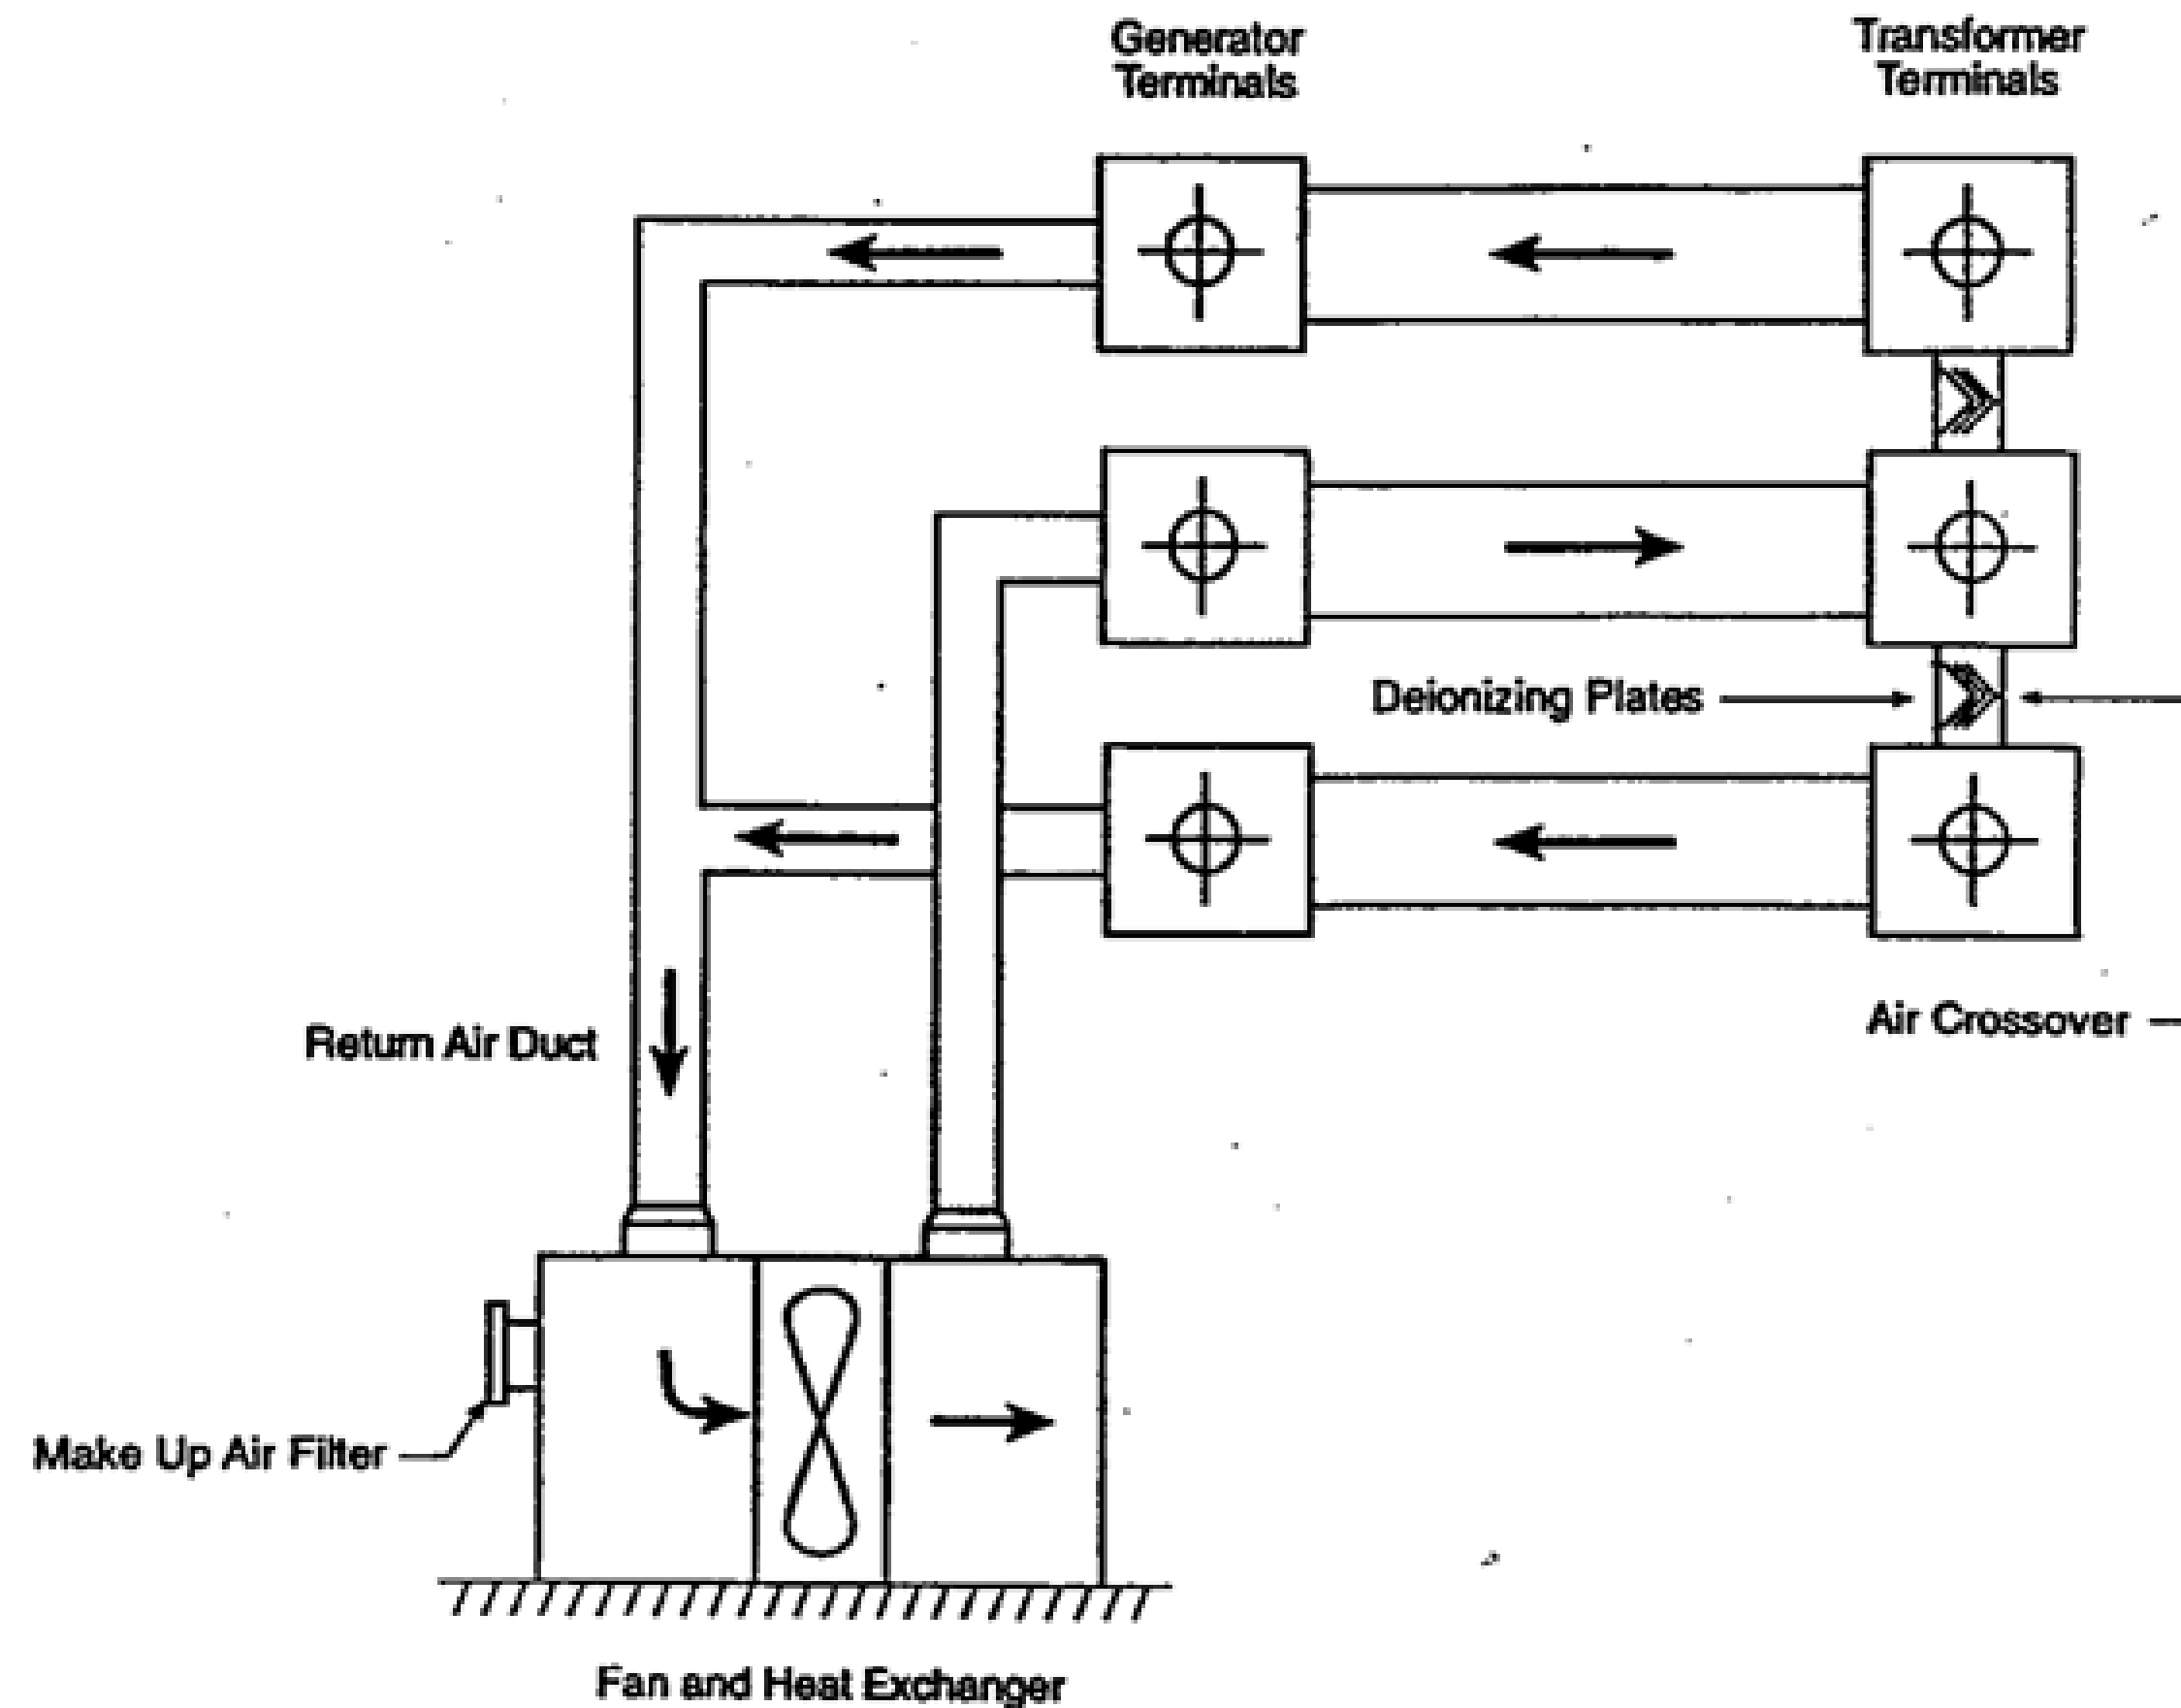 Generator
Terminals
Transformer
Terminals
Deionizing Plates
Air Crossover
Return Air Duct
Make Up Air Filter
Fan and Heat Exchanger